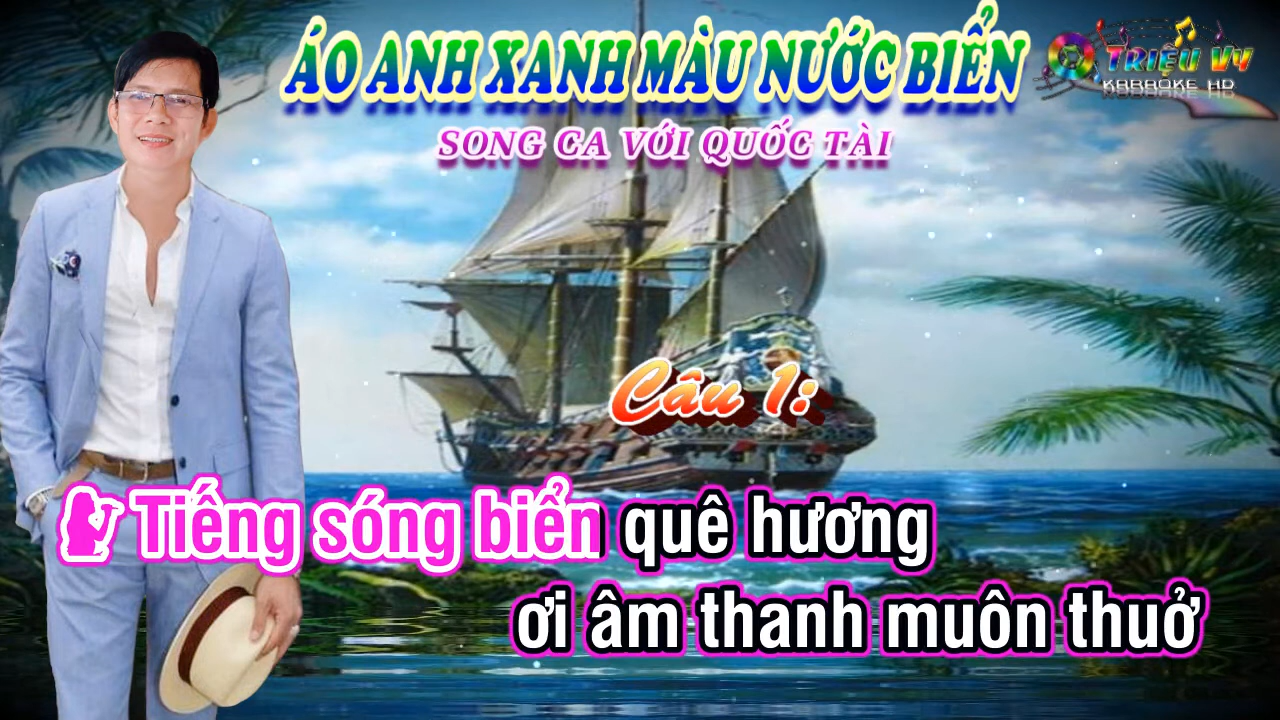 ÁO ANH XANH MÀU NƯỚC BIỂN
TRIỆU VY
KARAOKE HD
SONG CA VỚI QUỐC TÀI
Câu 1:
Tiếng sóng biển quê hương
ơi âm thanh muôn thuở